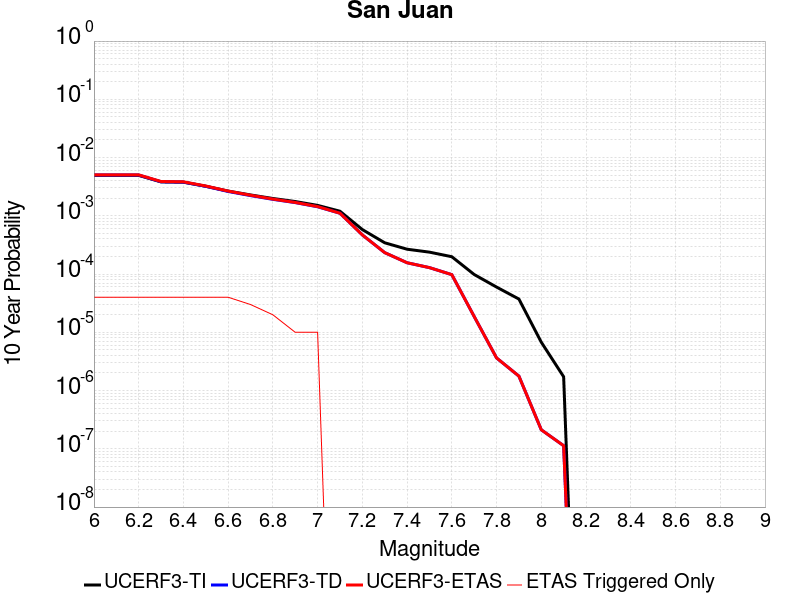 San Juan
10^0
10^-1
10^-2
10^-3
10^-4
10^-5
10^-6
10^-7
10^-8
10 Year Probability
6 6.2 6.4 6.6 6.8 7 7.2 7.4 7.6 7.8 8 8.2 8.4 8.6 8.8 9
Magnitude
UCERF3-TI UCERF3-TD UCERF3-ETAS ETAS Triggered Only